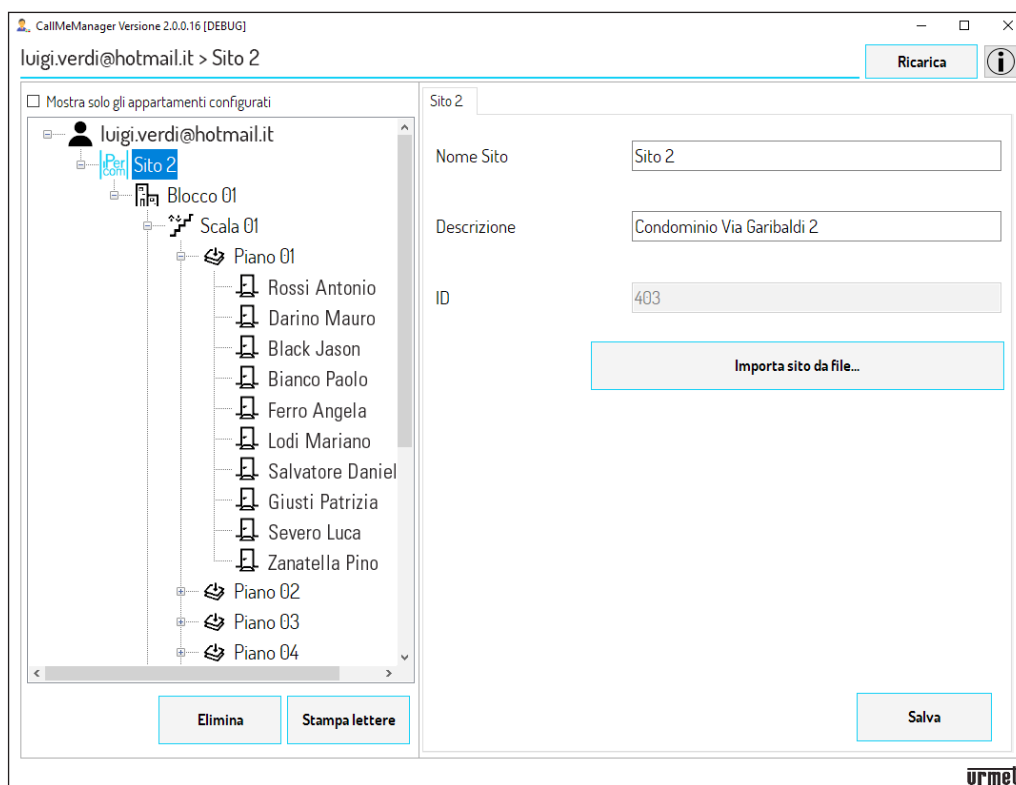 CallMeManager Versione 2.0.0.16 [DEBUG]
luigi.verdi@hotmail.it > Sito 2
Ricarica
i
Mostra solo gli appartamenti configurati
luigi.verdi@hotmail.it
iPer com Sito 2
Blocco 01
Scala 01
Piano 01
Rossi Antonio
Darino Mauro
Black Jason
Bianco Paolo
Ferro Angela
Lodi Mariano
Salvatore Daniel
Giusti Patrizia
Severo Luca
Zanatella Pino
Piano 02
Piano 03
Piano 04
Elimina
Stampa lettere
Sito 2
Nome Sito
Sito 2
Descrizione
Condominio Via Garibaldi 2
ID
403
Importa sito da file...
Salva
urmet